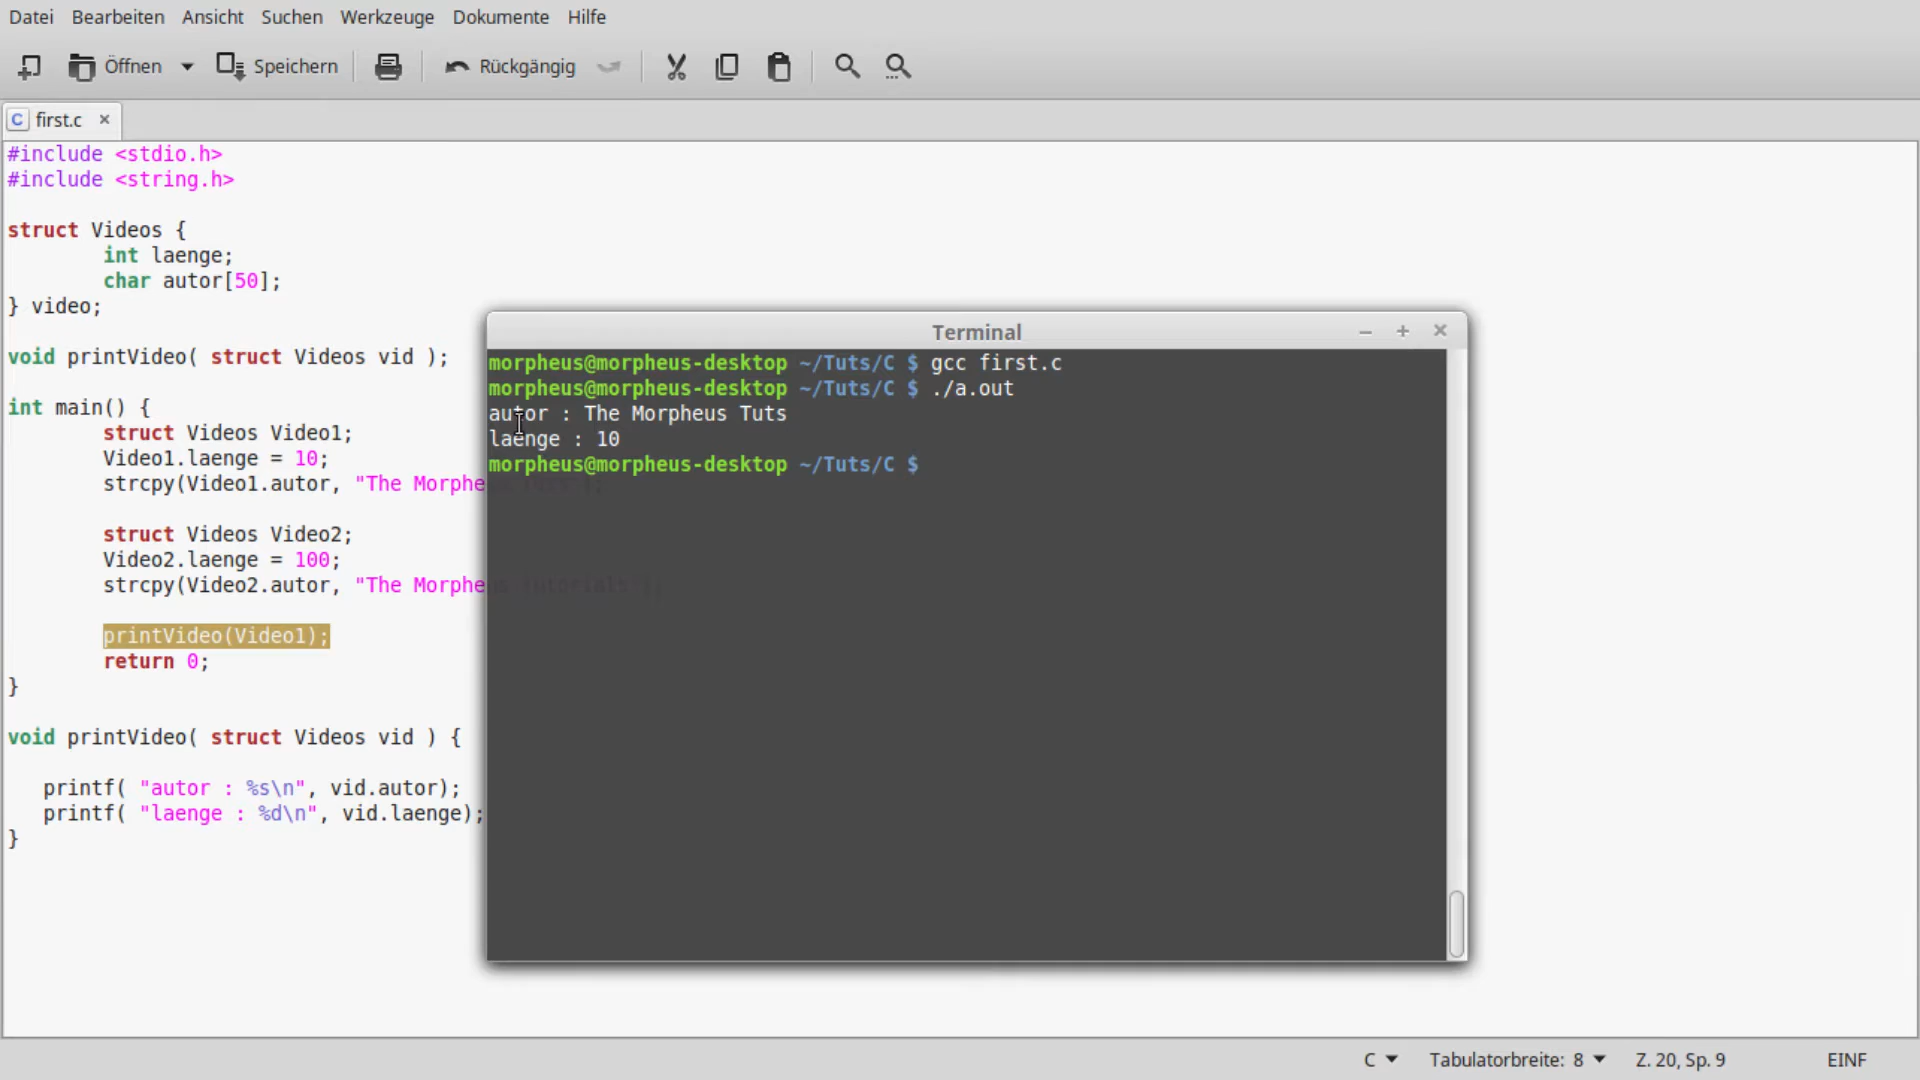 Datei Bearbeiten Ansicht Suchen Werkzeuge Dokumente Hilfe
Öffnen Speichern Rückgängig
C first.c
#include <stdio.h>
#include <string.h>
struct Videos {
int laenge;
char autor[50];
} video;
void printVideo( struct Videos vid );
int main() {
struct Videos Video1;
Video1.laenge = 10;
strcpy(Video1.autor, "The Morpheus Tuts");
struct Videos Video2;
Video2.laenge = 100;
strcpy(Video2.autor, "The Morpheus Tutorials");
printVideo(Video1);
return 0;
}
void printVideo( struct Videos vid ) {
printf( "autor : %s\n", vid.autor);
printf( "laenge : %d\n", vid.laenge);
}
Terminal
morpheus@morpheus-desktop ~/Tuts/C $ gcc first.c
morpheus@morpheus-desktop ~/Tuts/C $ ./a.out
autor : The Morpheus Tuts
laenge : 10
morpheus@morpheus-desktop ~/Tuts/C $
C Tabulatorbreite: 8 Z. 20, Sp. 9 EINF